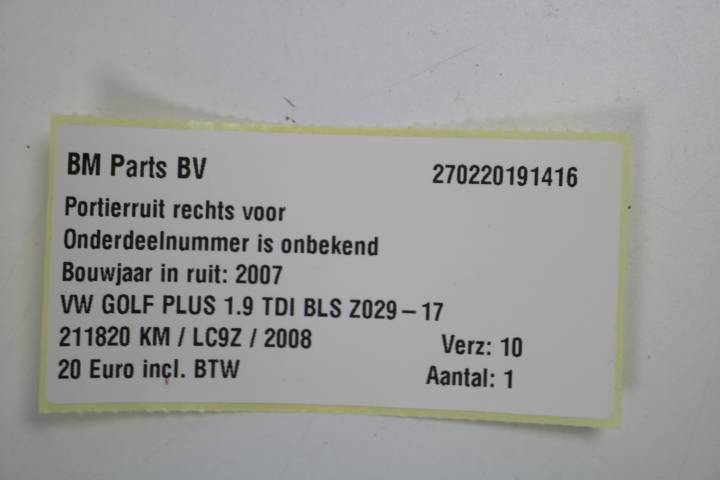 BM Parts BV 270220191416
Portierruit rechts voor
Onderdeelnummer is onbekend
Bouwjaar in ruit: 2007
VW GOLF PLUS 1.9 TDI BLS Z029-17
211820 KM / LC9Z / 2008 Verz: 10
20 Euro incl. BTW Aantal: 1